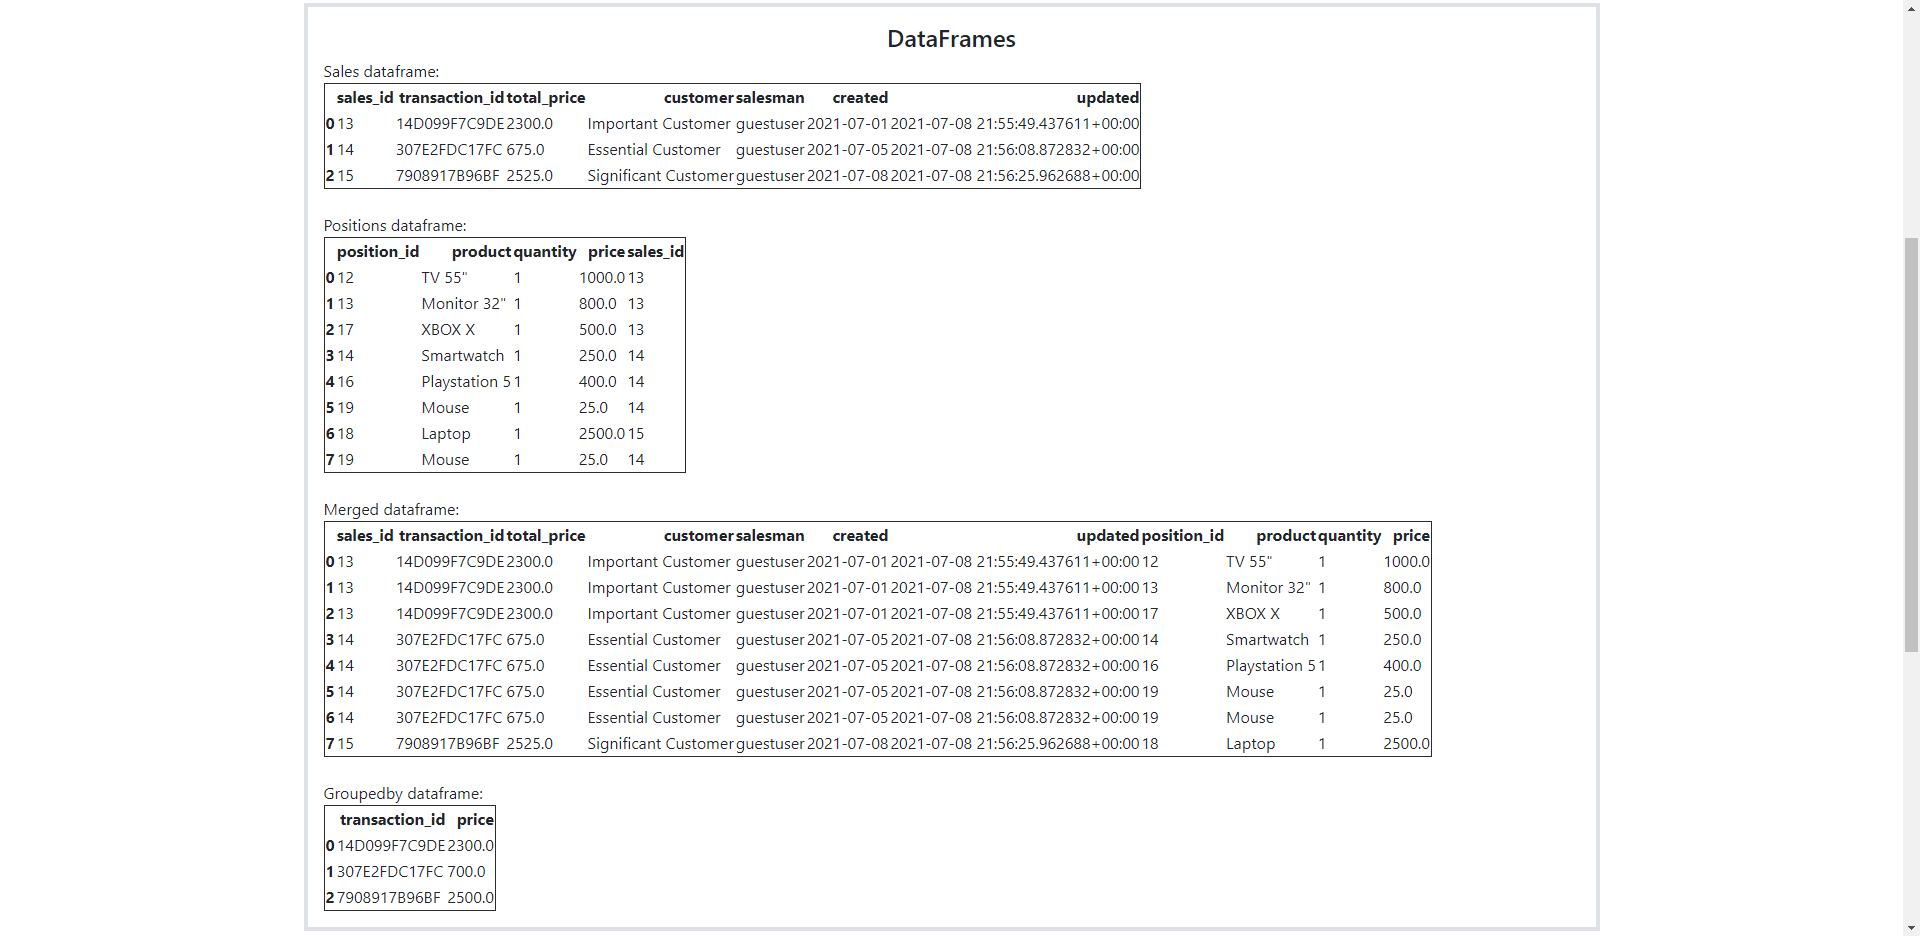 DataFrames
Sales dataframe:
sales_id transaction_id total_price customer salesman created updated
0 13 14D099F7C9DE 2300.0 Important Customer guestuser 2021-07-01 2021-07-08 21:55:49.437611+00:00
1 14 307E2FDC17FC 675.0 Essential Customer guestuser 2021-07-05 2021-07-08 21:56:08.872832+00:00
2 15 7908917B96BF 2525.0 Significant Customer guestuser 2021-07-08 2021-07-08 21:56:25.962688+00:00
Positions dataframe:
position_id product quantity price sales_id
0 12 TV 55" 1 1000.0 13
1 13 Monitor 32" 1 800.0 13
2 17 XBOX X 1 500.0 13
3 14 Smartwatch 1 250.0 14
4 16 Playstation 5 1 400.0 14
5 19 Mouse 1 25.0 14
6 18 Laptop 1 2500.0 15
7 19 Mouse 1 25.0 14
Merged dataframe:
sales_id transaction_id total_price customer salesman created updated position_id product quantity price
0 13 14D099F7C9DE 2300.0 Important Customer guestuser 2021-07-01 2021-07-08 21:55:49.437611+00:00 12 TV 55" 1 1000.0
1 13 14D099F7C9DE 2300.0 Important Customer guestuser 2021-07-01 2021-07-08 21:55:49.437611+00:00 13 Monitor 32" 1 800.0
2 13 14D099F7C9DE 2300.0 Important Customer guestuser 2021-07-01 2021-07-08 21:55:49.437611+00:00 17 XBOX X 1 500.0
3 14 307E2FDC17FC 675.0 Essential Customer guestuser 2021-07-05 2021-07-08 21:56:08.872832+00:00 14 Smartwatch 1 250.0
4 14 307E2FDC17FC 675.0 Essential Customer guestuser 2021-07-05 2021-07-08 21:56:08.872832+00:00 16 Playstation 5 1 400.0
5 14 307E2FDC17FC 675.0 Essential Customer guestuser 2021-07-05 2021-07-08 21:56:08.872832+00:00 19 Mouse 1 25.0
6 14 307E2FDC17FC 675.0 Essential Customer guestuser 2021-07-05 2021-07-08 21:56:08.872832+00:00 19 Mouse 1 25.0
7 15 7908917B96BF 2525.0 Significant Customer guestuser 2021-07-08 2021-07-08 21:56:25.962688+00:00 18 Laptop 1 2500.0
Groupedby dataframe:
transaction_id price
0 14D099F7C9DE 2300.0
1 307E2FDC17FC 700.0
2 7908917B96BF 2500.0